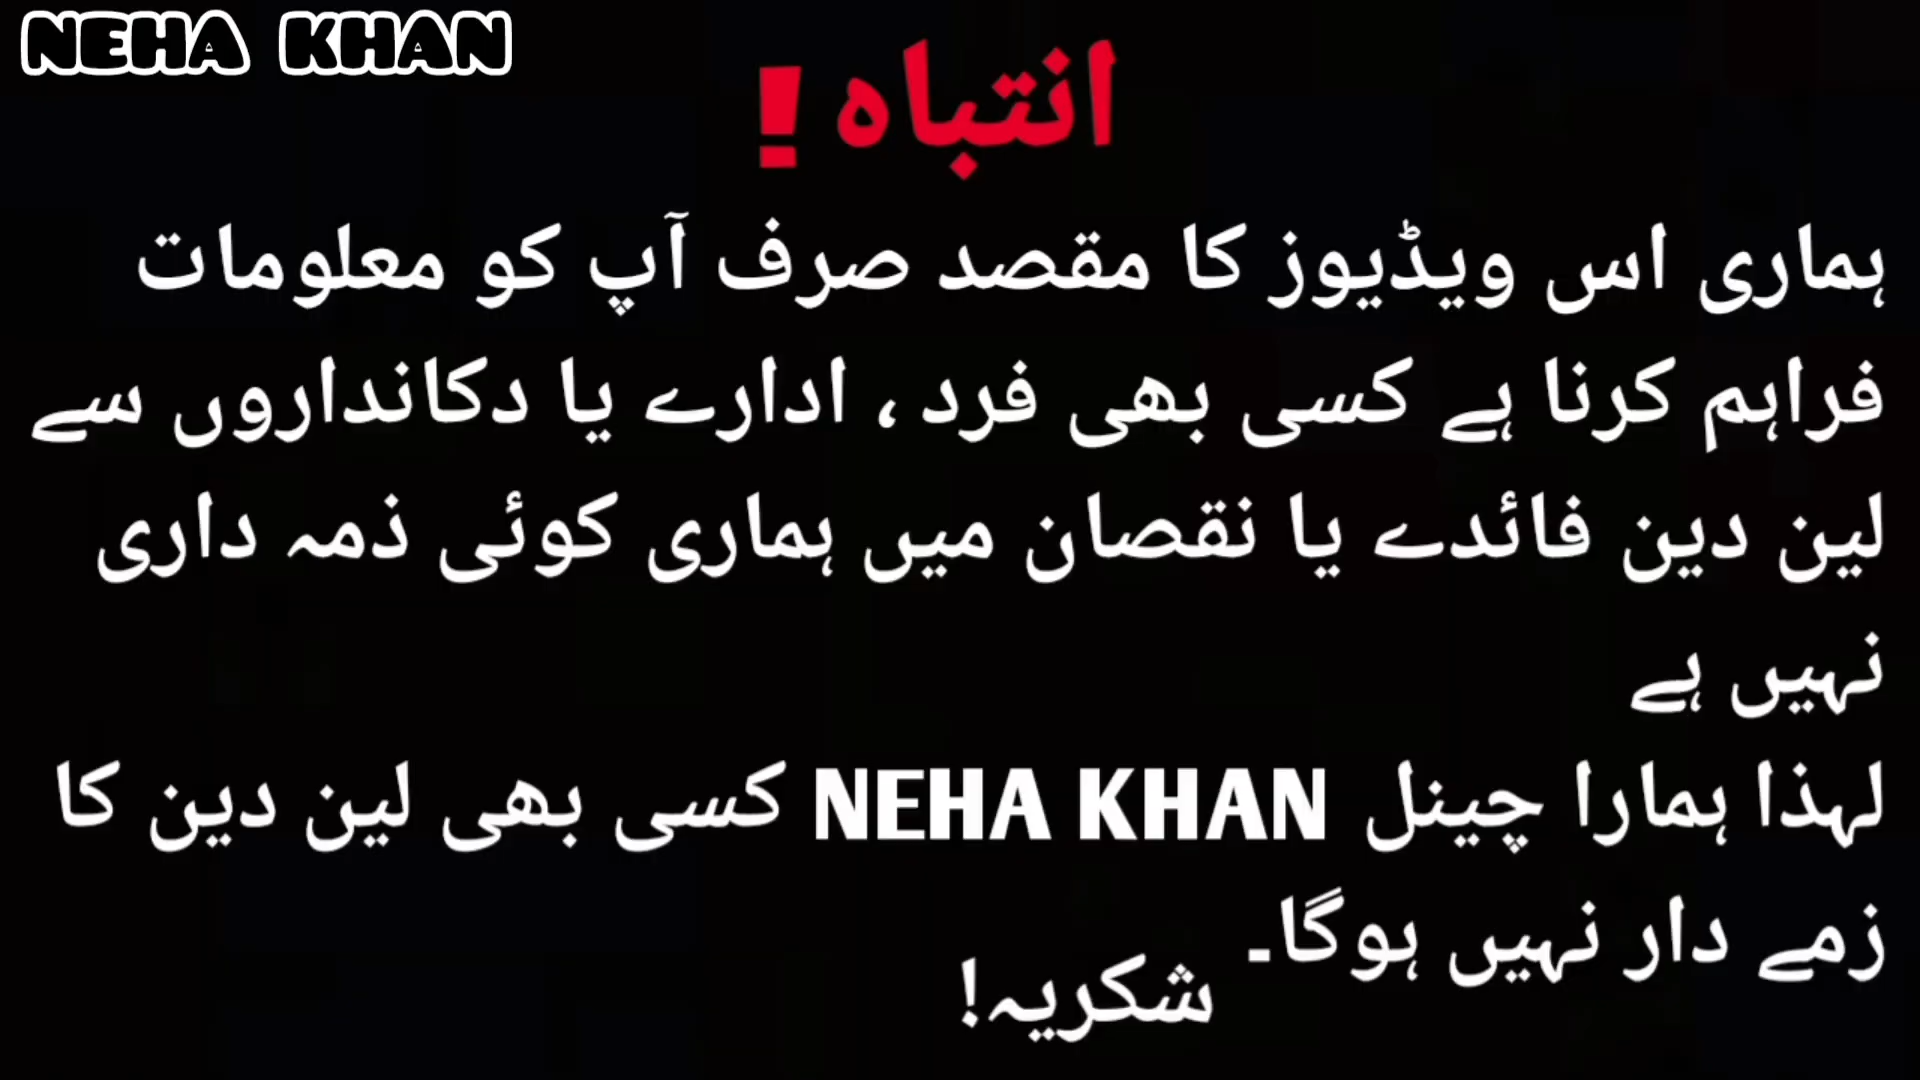 NEHA KHAN
انتباہ !
ہماری اس ویڈیوز کا مقصد صرف آپ کو معلومات
فراہم کرنا ہے کسی بھی فرد ، ادارے یا دکانداروں سے
لین دین فائدے یا نقصان میں ہماری کوئی ذمہ داری
نہیں ہے
لہذا ہمارا چینل NEHA KHAN کسی بھی لین دین کا
زمے دار نہیں ہوگا۔
شکریہ!